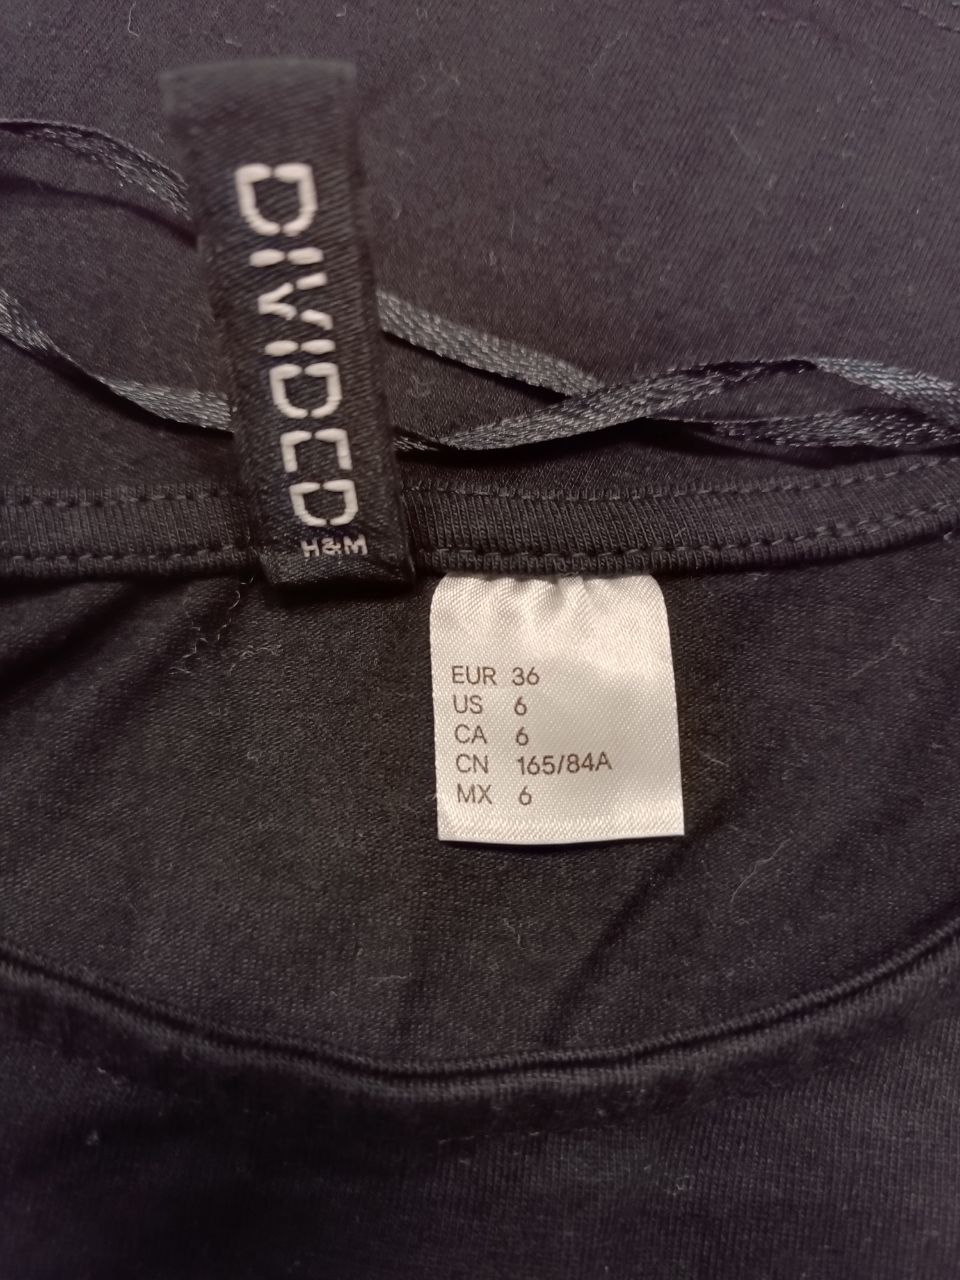 DIVIDED
H&M
EUR 36
US 6
CA 6
CN 165/84A
MX 6